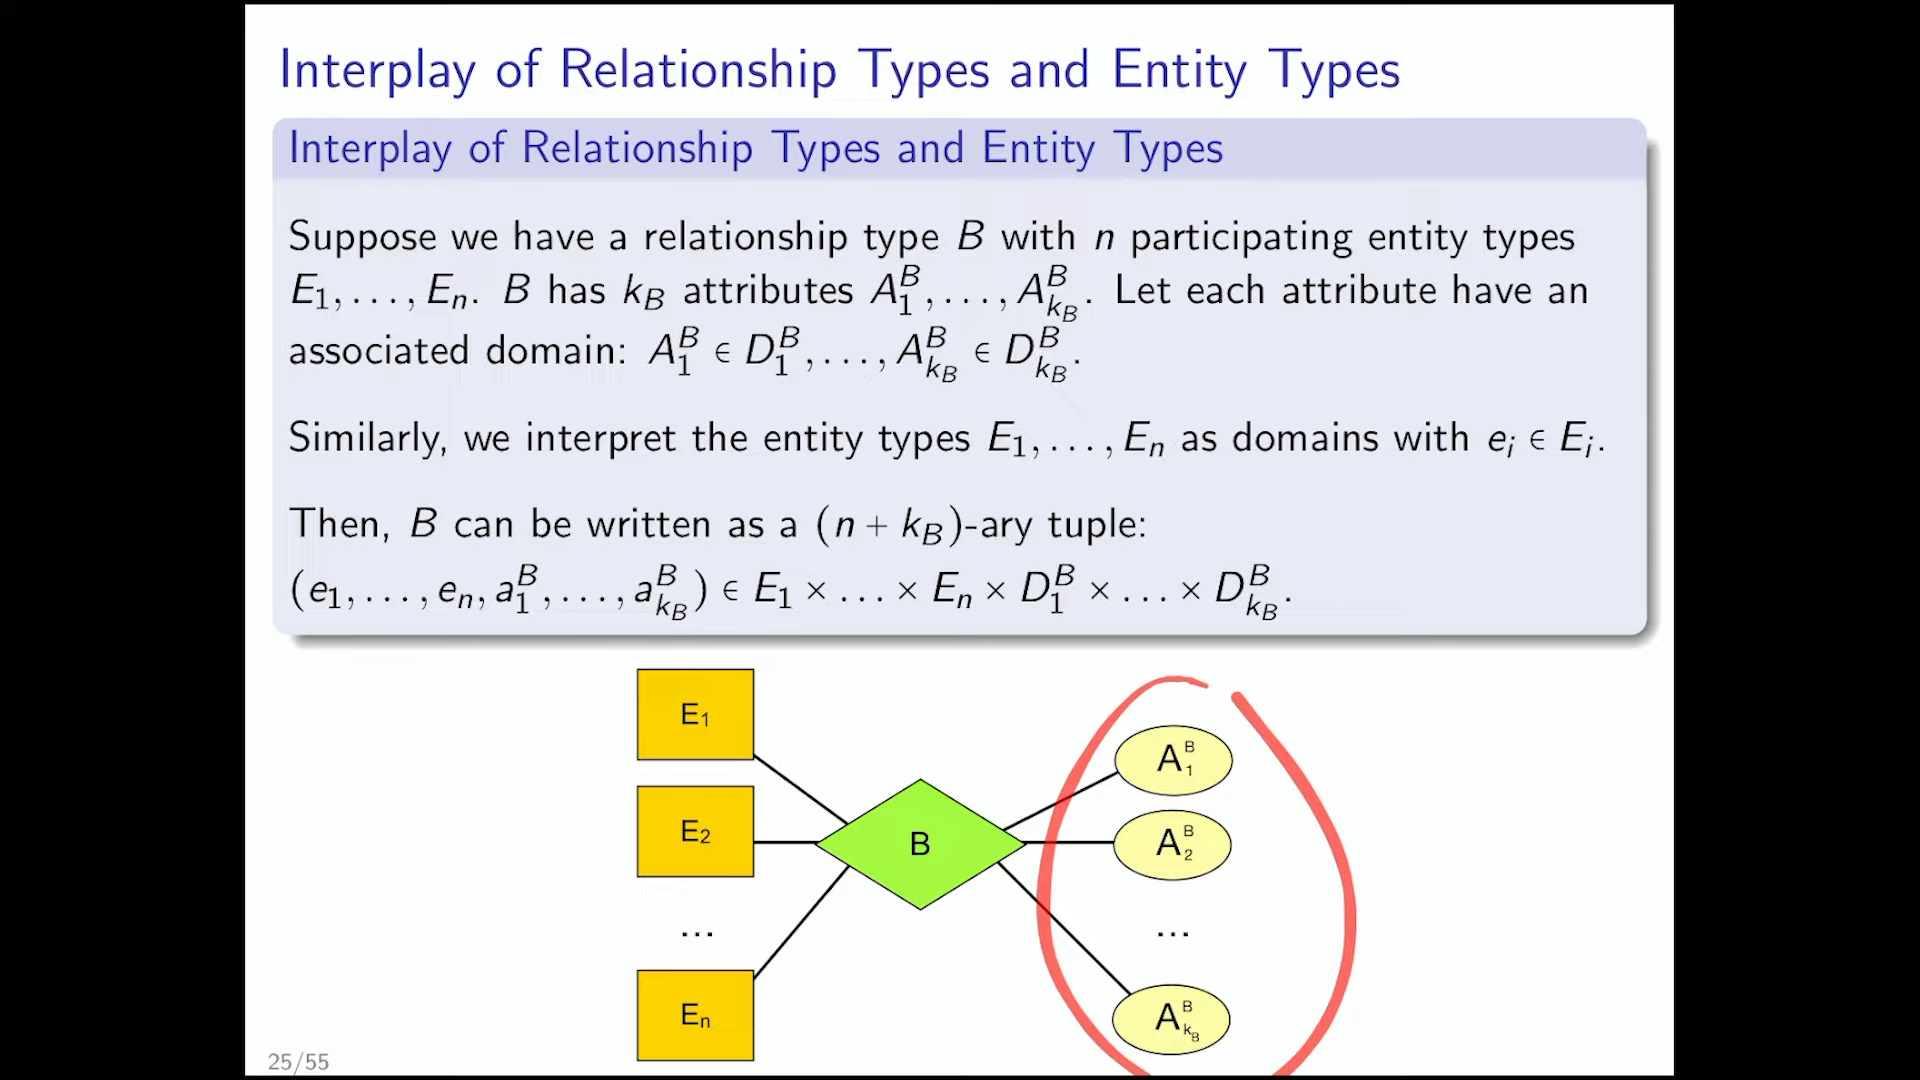 Interplay of Relationship Types and Entity Types
Interplay of Relationship Types and Entity Types
Suppose we have a relationship type B with n participating entity types
E₁, . . . , Eₙ. B has k_B attributes A₁^B, . . . , A_{k_B}^B. Let each attribute have an
associated domain: A₁^B ∈ D₁^B, . . . , A_{k_B}^B ∈ D_{k_B}^B.
Similarly, we interpret the entity types E₁, . . . , Eₙ as domains with eᵢ ∈ Eᵢ.
Then, B can be written as a (n + k_B)-ary tuple:
(e₁, . . . , eₙ, a₁^B, . . . , a_{k_B}^B) ∈ E₁ × . . . × Eₙ × D₁^B × . . . × D_{k_B}^B.
E₁
A₁^B
E₂
B
A₂^B
...
...
Eₙ
A_{k_B}^B
25/55